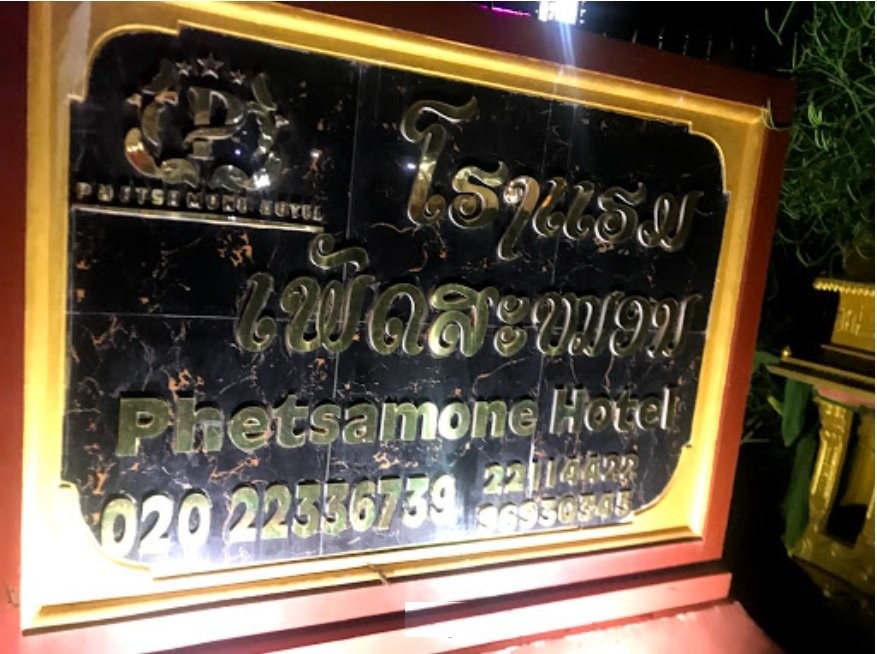 HOTEL
ໂຮງແຮມ
ເພັດສະໝອນ
Phetsamone Hotel
020 22336739
22114422